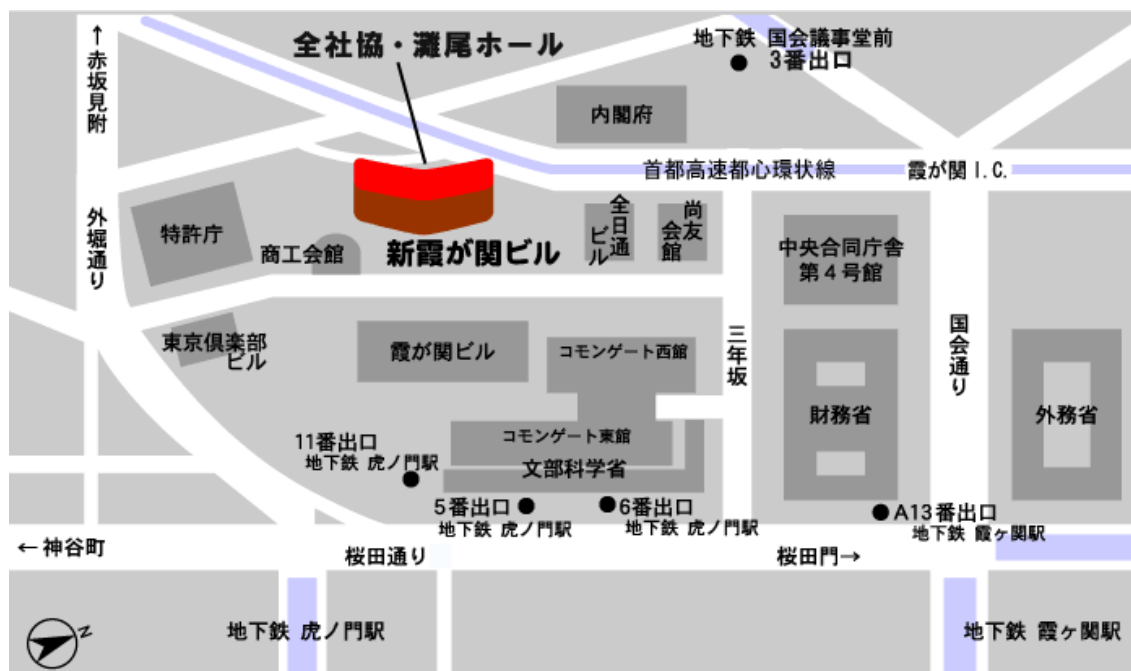 ↑赤坂見附
全社協・灘尾ホール
地下鉄 国会議事堂前
3番出口
内閣府
首都高速都心環状線
霞が関 I.C.
外堀通り
特許庁
商工会館
新霞が関ビル
全日通
ビル
尚友
会館
中央合同庁舎
第4号館
東京倶楽部
ビル
霞が関ビル
コモンゲート西館
三年坂
国会通り
財務省
外務省
コモンゲート東館
文部科学省
11番出口
地下鉄 虎ノ門駅
5番出口
地下鉄 虎ノ門駅
6番出口
地下鉄 虎ノ門駅
A13番出口
地下鉄 霞ヶ関駅
←神谷町
桜田通り
桜田門→
地下鉄 虎ノ門駅
地下鉄 霞ヶ関駅
N